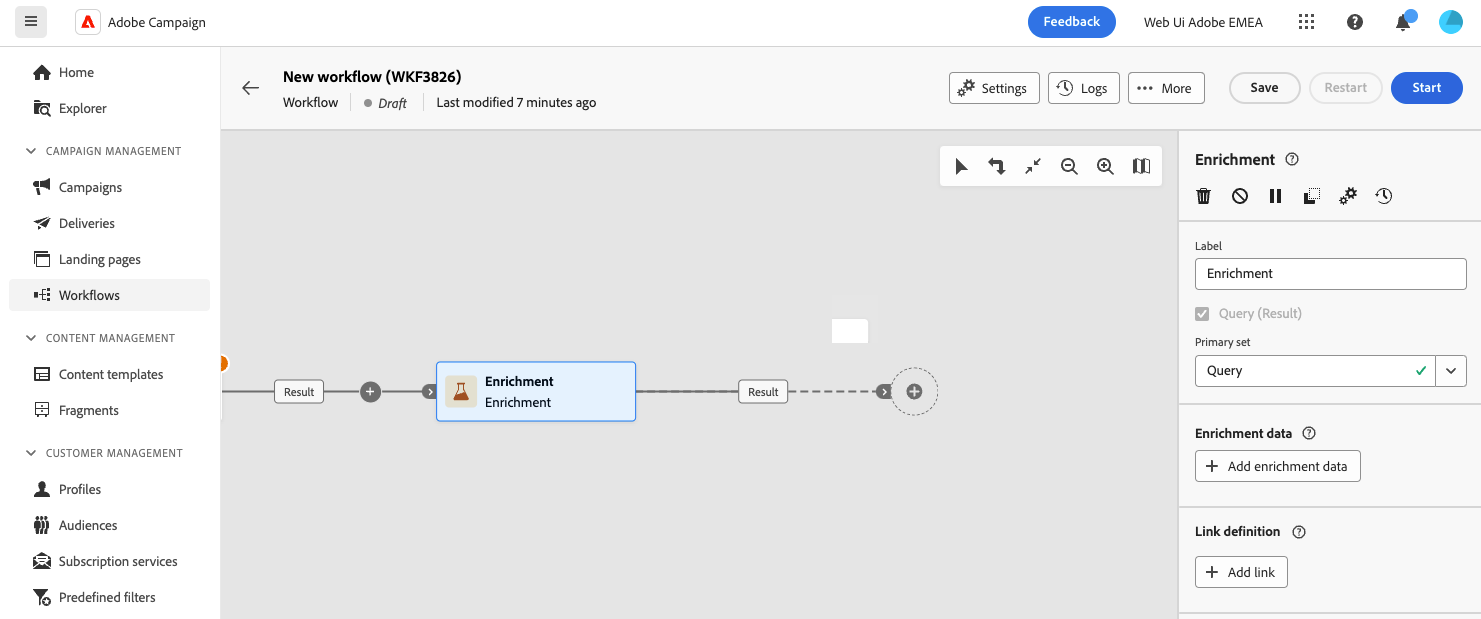 Adobe Campaign
Feedback
Web Ui Adobe EMEA
Home
Explorer
CAMPAIGN MANAGEMENT
Campaigns
Deliveries
Landing pages
Workflows
CONTENT MANAGEMENT
Content templates
Fragments
CUSTOMER MANAGEMENT
Profiles
Audiences
Subscription services
Predefined filters
New workflow (WKF3826)
Workflow
Draft
Last modified 7 minutes ago
Settings
Logs
More
Save
Restart
Start
Result
Enrichment
Enrichment
Result
Enrichment
Label
Enrichment
Query (Result)
Primary set
Query
Enrichment data
Add enrichment data
Link definition
Add link